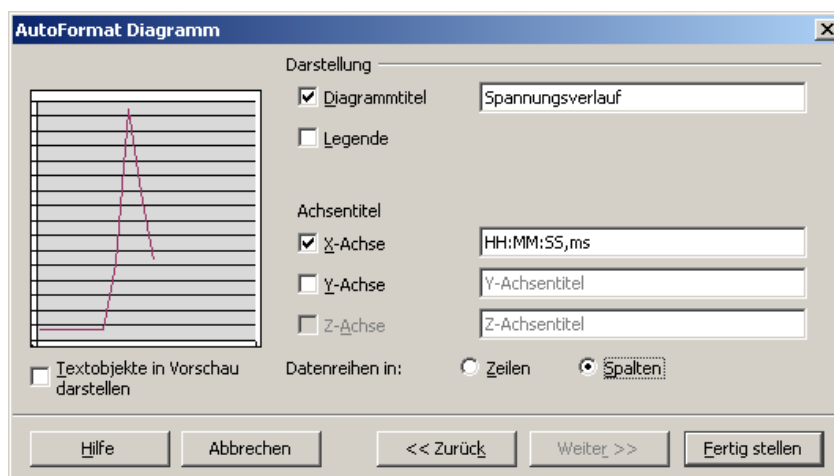 AutoFormat Diagramm
Darstellung
Diagrammtitel
Spannungsverlauf
Legende
Achsentitel
X-Achse
HH:MM:SS,ms
Y-Achse
Y-Achsentitel
Z-Achse
Z-Achsentitel
Textobjekte in Vorschau
darstellen
Datenreihen in:
Zeilen
Spalten
Hilfe
Abbrechen
<< Zurück
Weiter >>
Fertig stellen